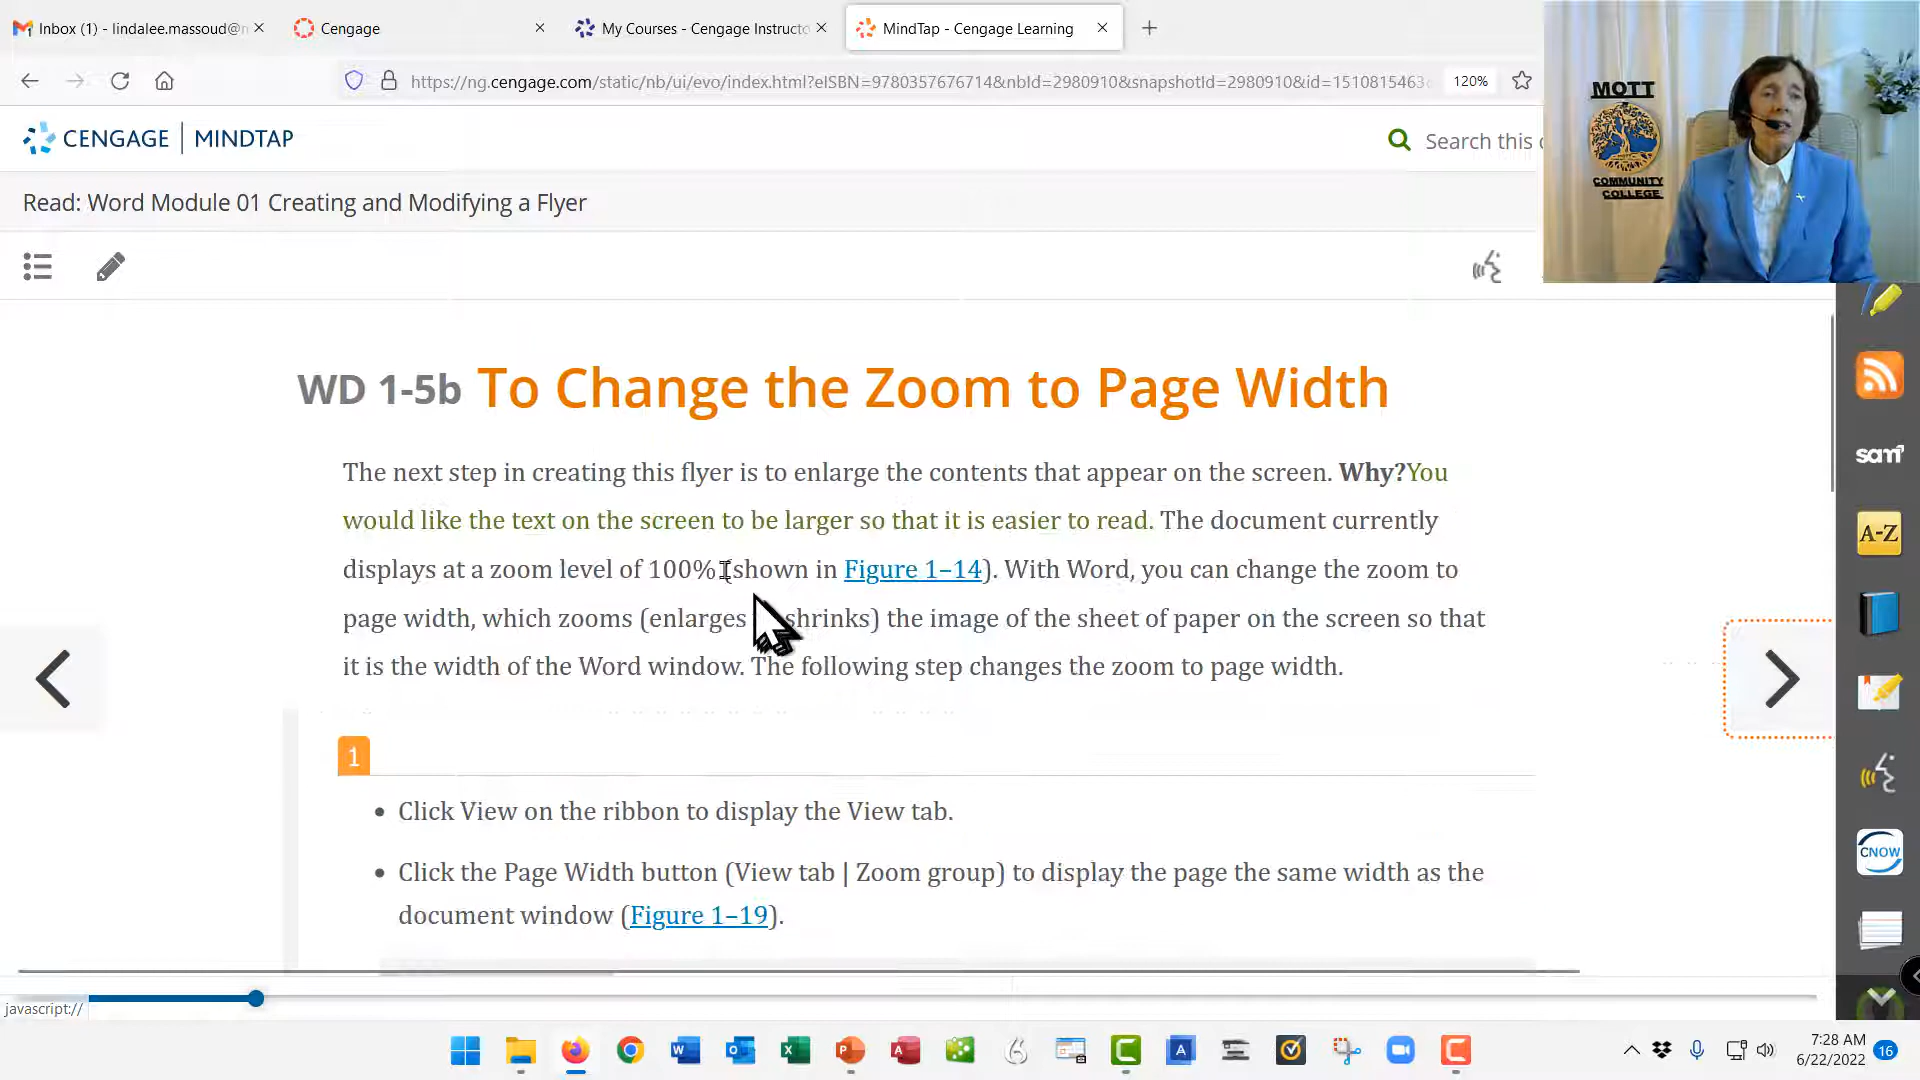 Inbox (1) - lindalee.massoud@
Cengage
My Courses - Cengage Instructo
MindTap - Cengage Learning
https://ng.cengage.com/static/nb/ui/evo/index.html?eISBN=9780357676714&nbId=2980910&snapshotId=2980910&id=1510815463
120%
MOTT
COMMUNITY
COLLEGE
CENGAGE | MINDTAP
Search this
Read: Word Module 01 Creating and Modifying a Flyer
WD 1-5b To Change the Zoom to Page Width
The next step in creating this flyer is to enlarge the contents that appear on the screen. Why?You
would like the text on the screen to be larger so that it is easier to read. The document currently
displays at a zoom level of 100% (shown in Figure 1–14). With Word, you can change the zoom to
page width, which zooms (enlarges shrinks) the image of the sheet of paper on the screen so that
it is the width of the Word window. The following step changes the zoom to page width.
1
• Click View on the ribbon to display the View tab.
• Click the Page Width button (View tab | Zoom group) to display the page the same width as the
document window (Figure 1–19).
sam
A-Z
CNOW
javascript://
7:28 AM
6/22/2022
16